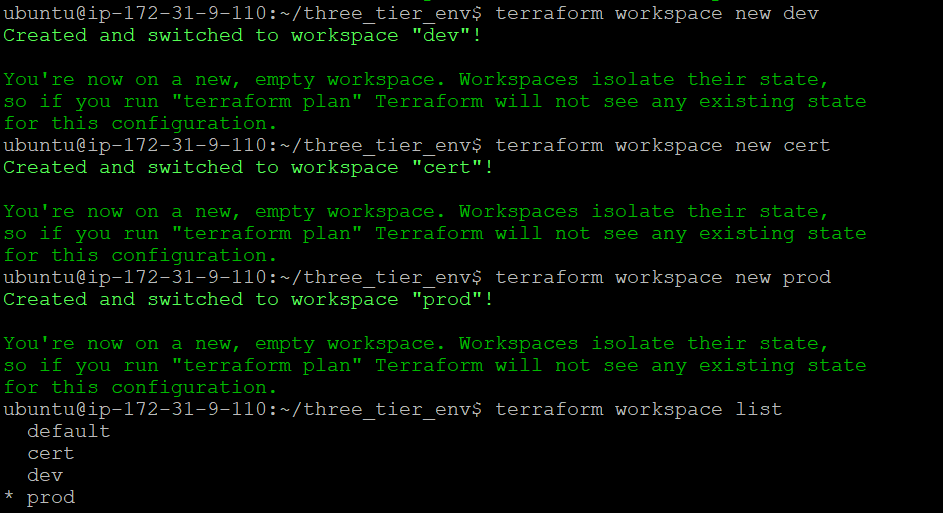 ubuntu@ip-172-31-9-110:~/three_tier_env$ terraform workspace new dev
Created and switched to workspace "dev"!
You're now on a new, empty workspace. Workspaces isolate their state,
so if you run "terraform plan" Terraform will not see any existing state
for this configuration.
ubuntu@ip-172-31-9-110:~/three_tier_env$ terraform workspace new cert
Created and switched to workspace "cert"!
You're now on a new, empty workspace. Workspaces isolate their state,
so if you run "terraform plan" Terraform will not see any existing state
for this configuration.
ubuntu@ip-172-31-9-110:~/three_tier_env$ terraform workspace new prod
Created and switched to workspace "prod"!
You're now on a new, empty workspace. Workspaces isolate their state,
so if you run "terraform plan" Terraform will not see any existing state
for this configuration.
ubuntu@ip-172-31-9-110:~/three_tier_env$ terraform workspace list
  default
  cert
  dev
* prod